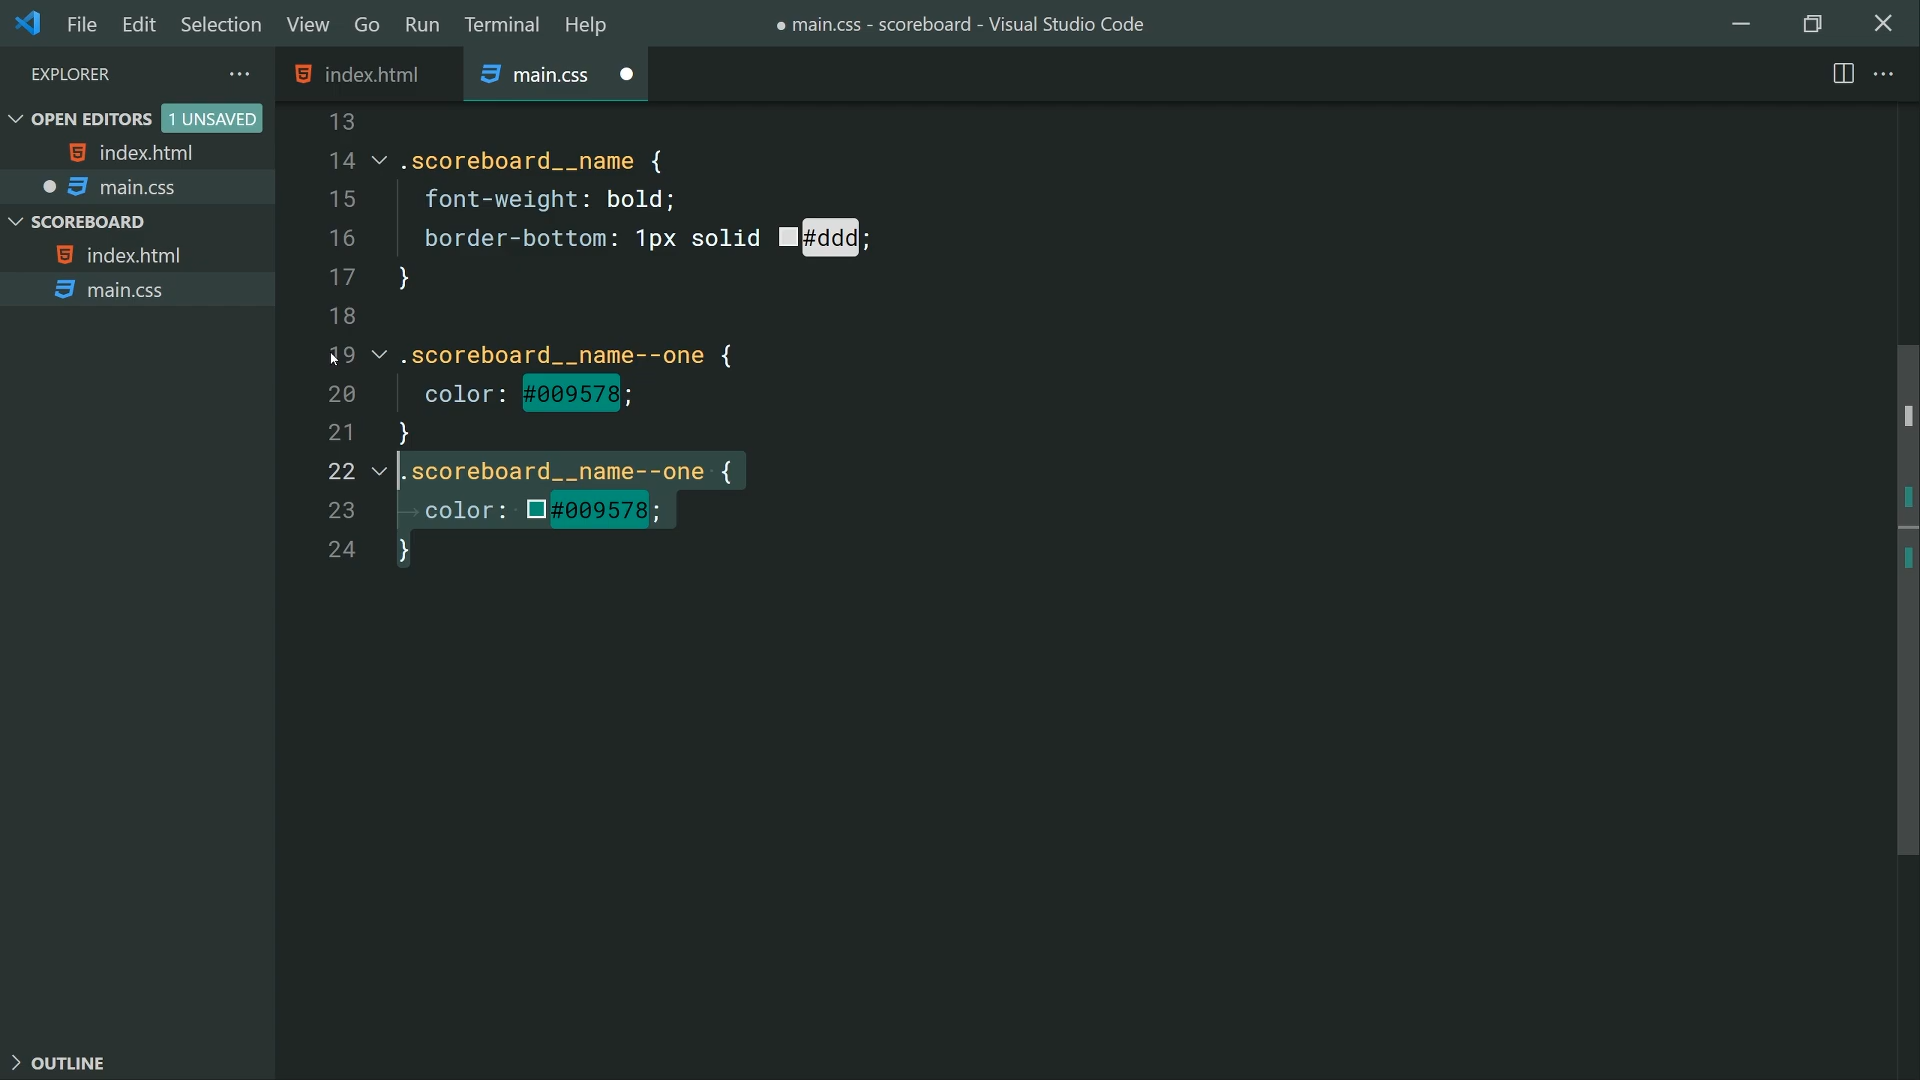 File Edit Selection View Go Run Terminal Help
● main.css - scoreboard - Visual Studio Code
EXPLORER
OPEN EDITORS 1 UNSAVED
index.html
main.css
SCOREBOARD
index.html
main.css
OUTLINE
index.html main.css
13
14 .scoreboard__name {
15 font-weight: bold;
16 border-bottom: 1px solid #ddd;
17 }
18
19 .scoreboard__name--one {
20 color: #009578;
21 }
22 .scoreboard__name--one {
23 color: #009578;
24 }